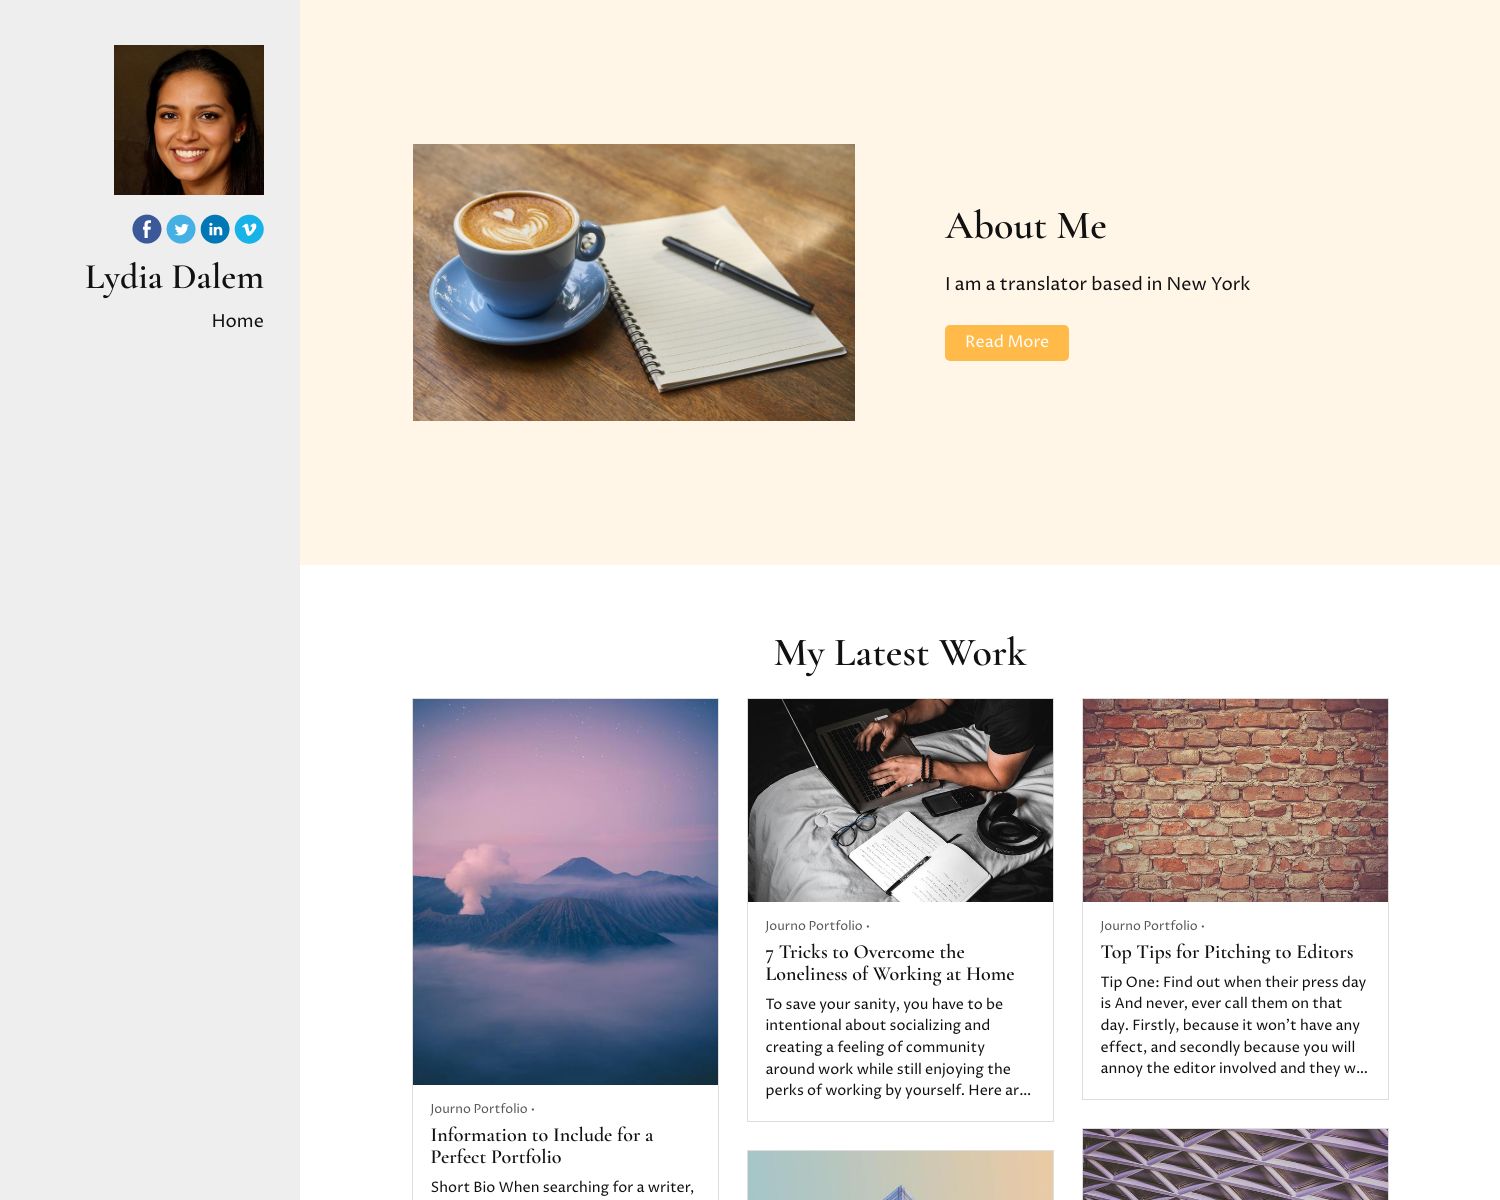 Lydia Dalem
Home
About Me
I am a translator based in New York
Read More
My Latest Work
Journo Portfolio •
Information to Include for a
Perfect Portfolio
Short Bio When searching for a writer,
Journo Portfolio •
7 Tricks to Overcome the
Loneliness of Working at Home
To save your sanity, you have to be
intentional about socializing and
creating a feeling of community
around work while still enjoying the
perks of working by yourself. Here ar...
Journo Portfolio •
Top Tips for Pitching to Editors
Tip One: Find out when their press day
is And never, ever call them on that
day. Firstly, because it won't have any
effect, and secondly because you will
annoy the editor involved and they w...